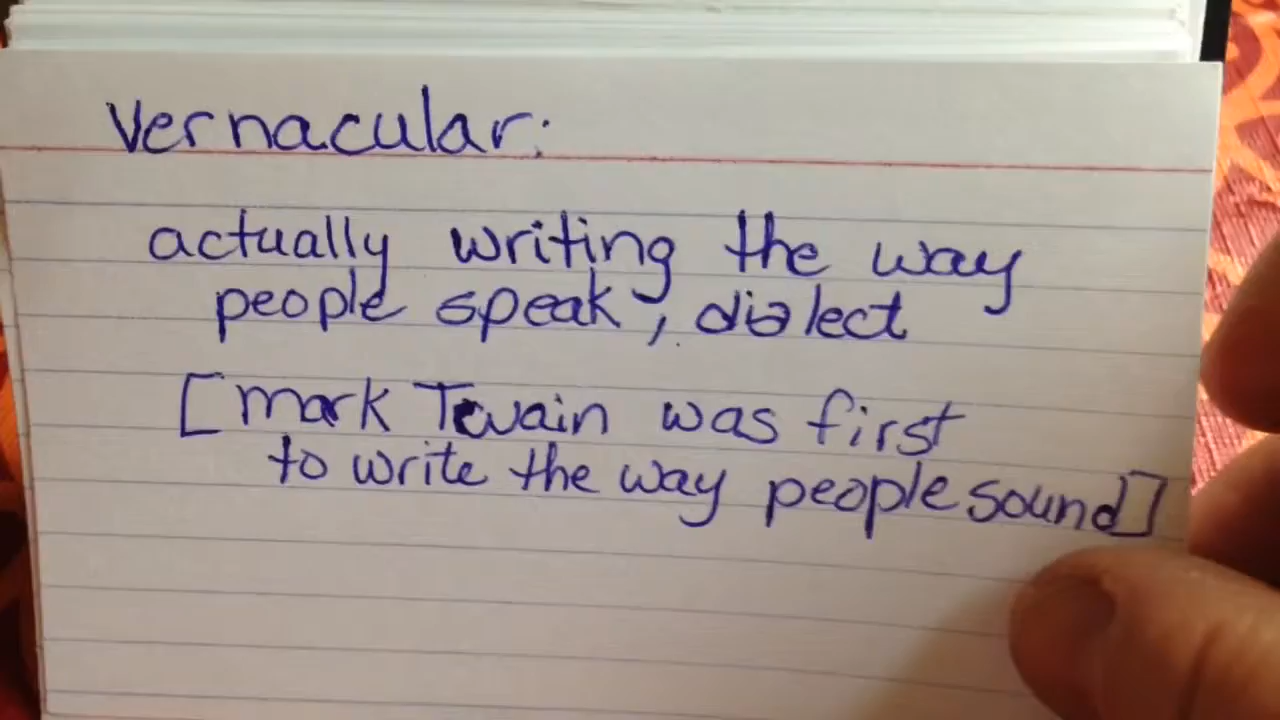 Vernacular:
actually writing the way
people speak, dialect
[mark Twain was first
to write the way people sound]